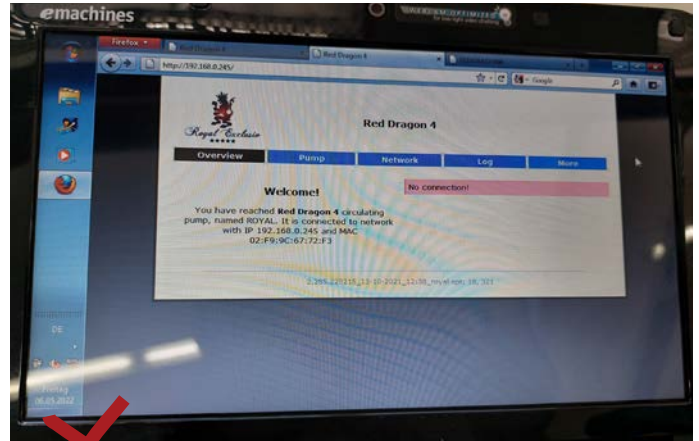 emachines
Firefox
Red Dragon 4
http://192.168.0.245/
Google
Royal Exclusiv
Red Dragon 4
Overview Pump Network Log More
Welcome!
No connection!
You have reached Red Dragon 4 circulating
pump, named ROYAL. It is connected to network
with IP 192.168.0.245 and MAC
02:F9:9C:67:72:F3
DE
Freitag
06.05.2022